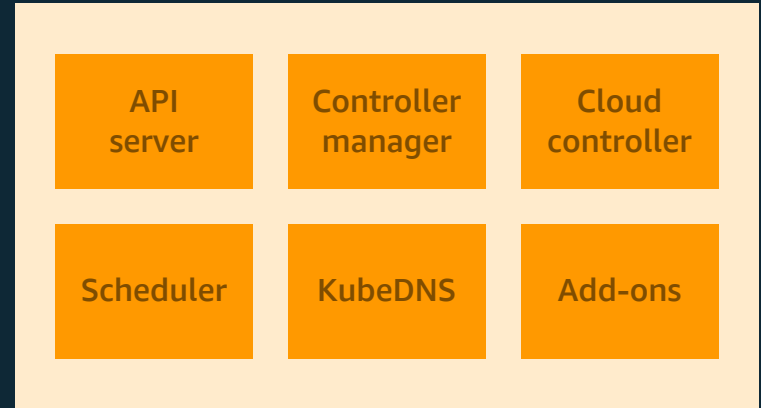 API
server
Controller
manager
Cloud
controller
Scheduler
KubeDNS
Add-ons